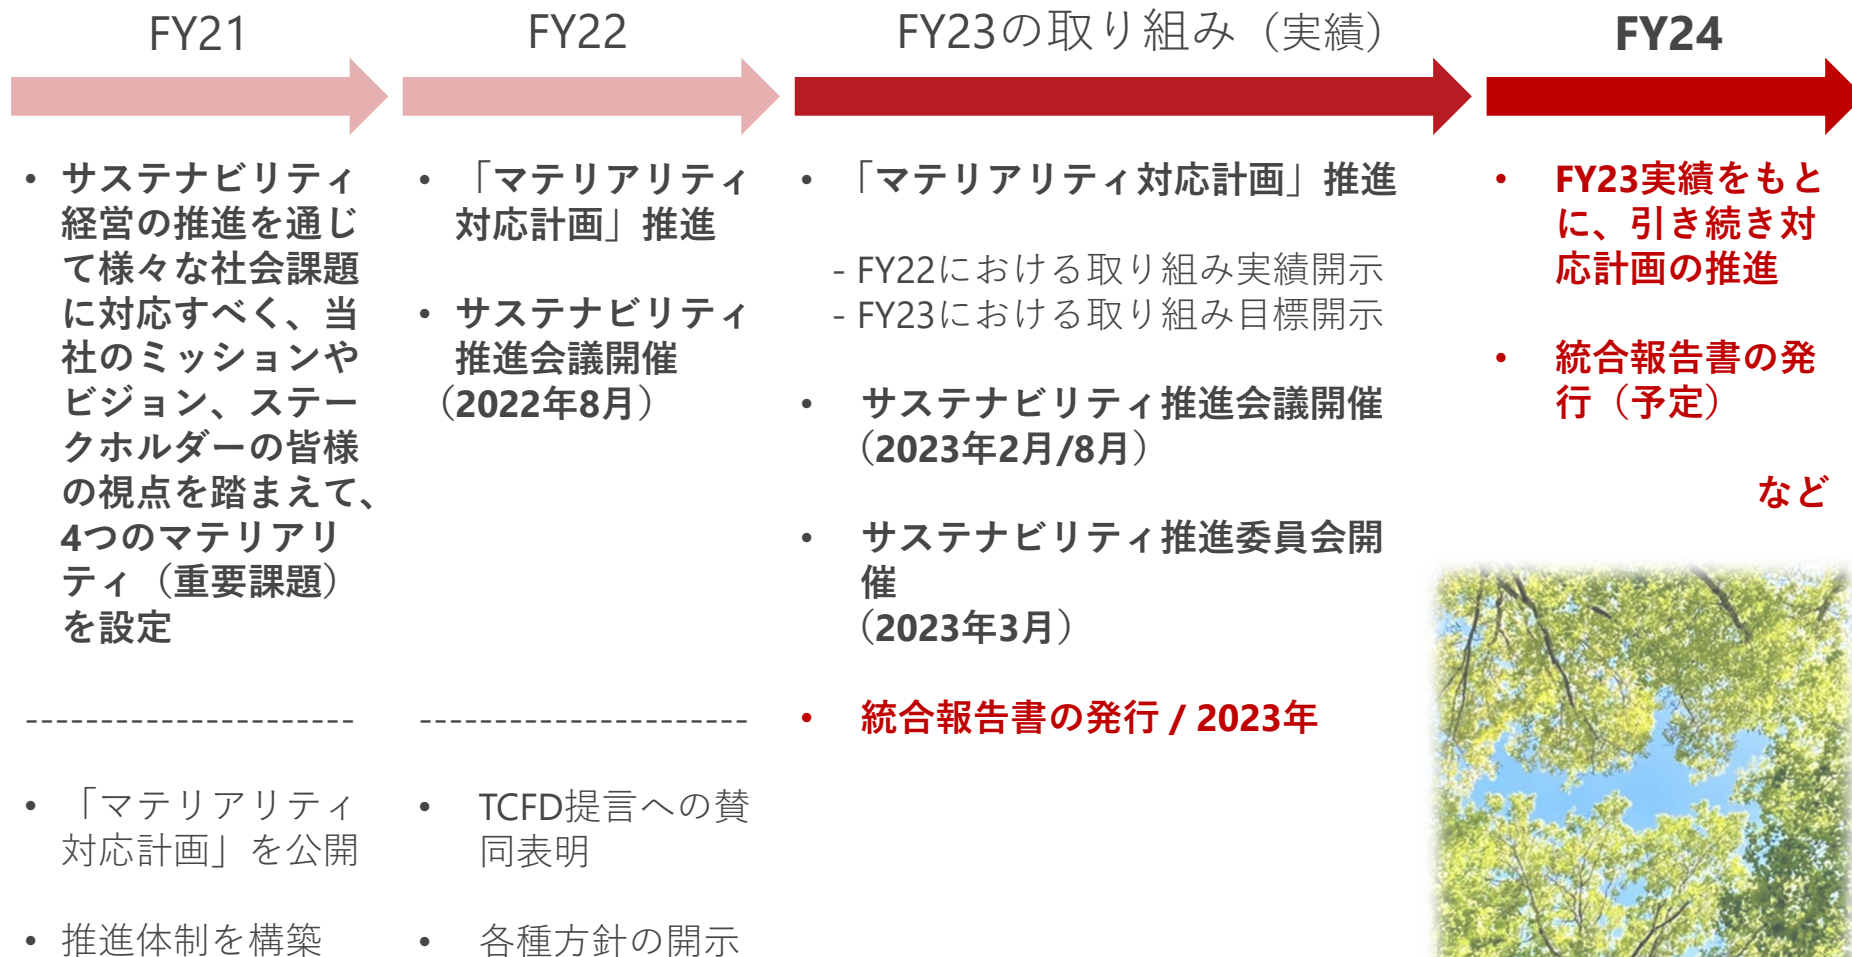 FY21
• サステナビリティ
経営の推進を通じ
て様々な社会課題
に対応すべく、当
社のミッションや
ビジョン、ステー
クホルダーの皆様
の視点を踏まえて、
4つのマテリアリ
ティ（重要課題）
を設定
----------------------
• 「マテリアリティ
対応計画」を公開
• 推進体制を構築
FY22
• 「マテリアリティ
対応計画」推進
• サステナビリティ
推進会議開催
（2022年8月）
----------------------
• TCFD提言への賛
同表明
• 各種方針の開示
FY23の取り組み（実績）
• 「マテリアリティ対応計画」推進
- FY22における取り組み実績開示
- FY23における取り組み目標開示
• サステナビリティ推進会議開催
（2023年2月/8月）
• サステナビリティ推進委員会開
催
（2023年3月）
• 統合報告書の発行 / 2023年
FY24
• FY23実績をもと
に、引き続き対
応計画の推進
• 統合報告書の発
行（予定）
など